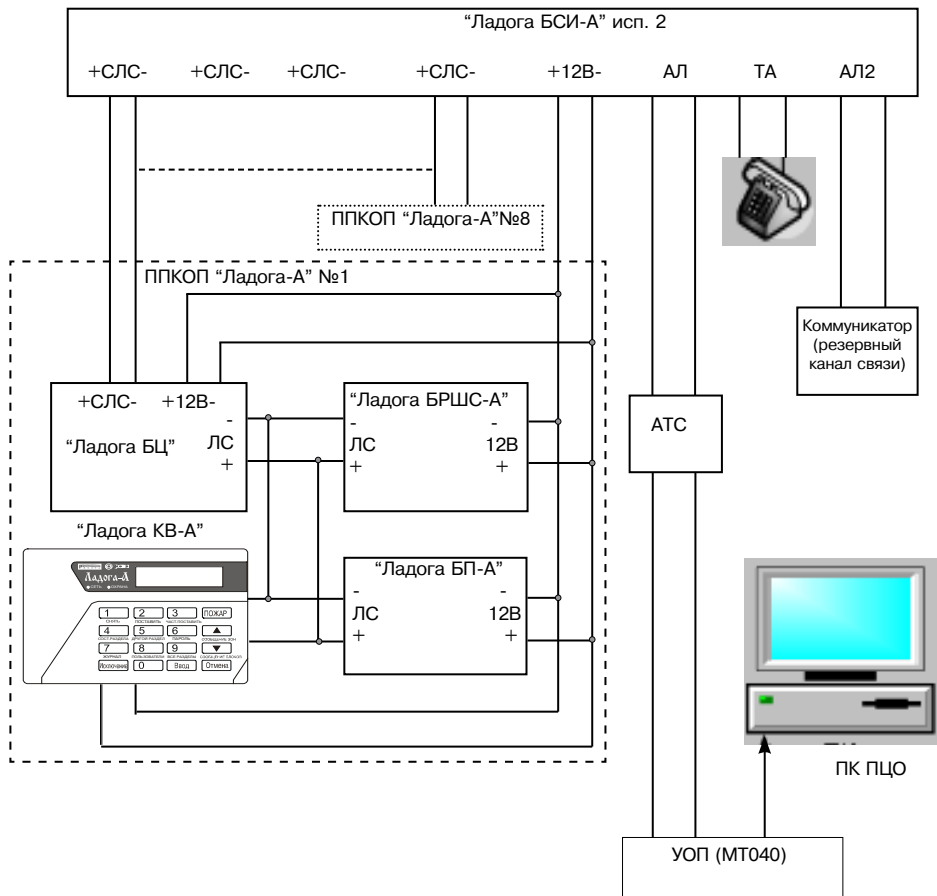 “Ладога БСИ-А” исп. 2
+СЛС- +СЛС- +СЛС- +СЛС- +12В- АЛ ТА АЛ2
ППКОП “Ладога-А”№8
ППКОП “Ладога-А” №1
Коммуникатор
(резервный
канал связи)
+СЛС- +12В-
-
“Ладога БЦ” ЛС
+
“Ладога БРШС-А”
- -
ЛС 12В
+ +
АТС
“Ладога КВ-А”
Ладога-А
1 2 3 ПОЖАР
4 5 6
7 8 9
0 Ввод Отмена
“Ладога БП-А”
- -
ЛС 12В
+ +
ПК ПЦО
УОП (МТ040)